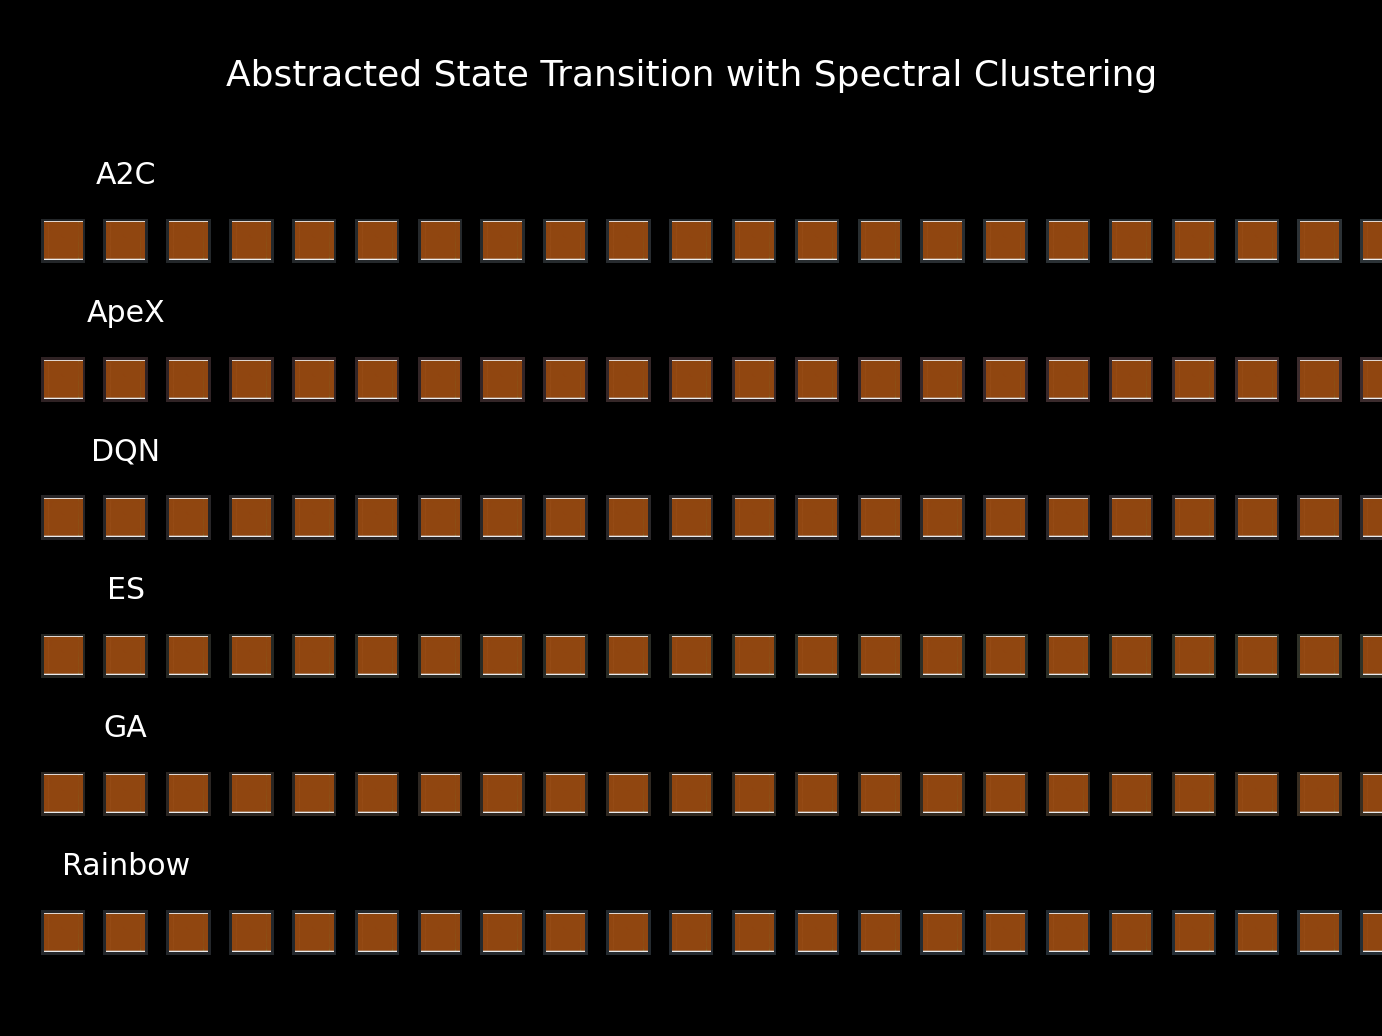 Abstracted State Transition with Spectral Clustering
A2C
ApeX
DQN
ES
GA
Rainbow